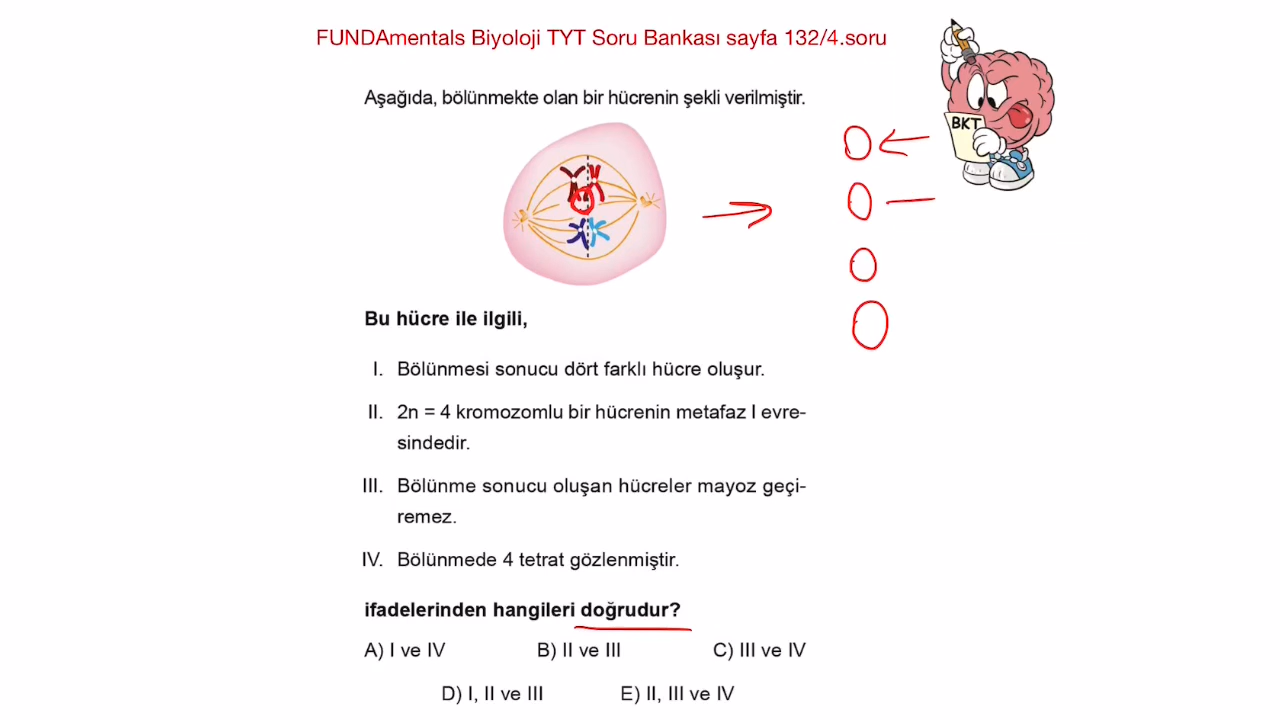 FUNDAmentals Biyoloji TYT Soru Bankası sayfa 132/4.soru
Aşağıda, bölünmekte olan bir hücrenin şekli verilmiştir.
BKT
Bu hücre ile ilgili,
I. Bölünmesi sonucu dört farklı hücre oluşur.
II. 2n = 4 kromozomlu bir hücrenin metafaz I evre-
sindedir.
III. Bölünme sonucu oluşan hücreler mayoz geçi-
remez.
IV. Bölünmede 4 tetrat gözlenmiştir.
ifadelerinden hangileri doğrudur?
A) I ve IV B) II ve III C) III ve IV
D) I, II ve III E) II, III ve IV